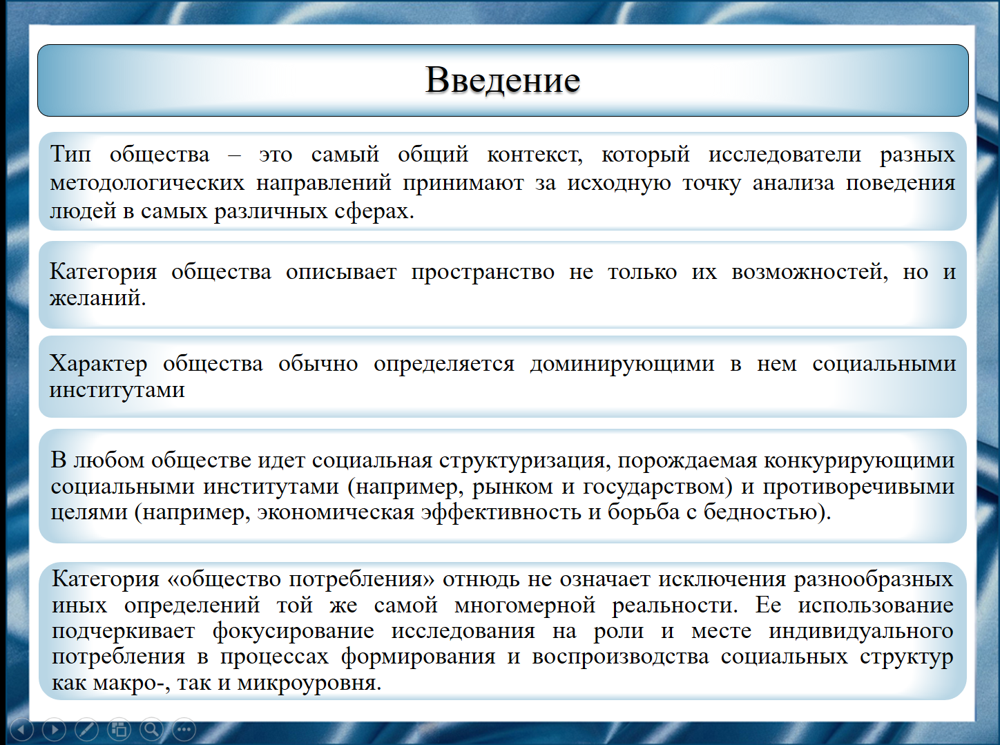 Введение
Тип общества – это самый общий контекст, который исследователи разных
методологических направлений принимают за исходную точку анализа поведения
людей в самых различных сферах.
Категория общества описывает пространство не только их возможностей, но и
желаний.
Характер общества обычно определяется доминирующими в нем социальными
институтами
В любом обществе идет социальная структуризация, порождаемая конкурирующими
социальными институтами (например, рынком и государством) и противоречивыми
целями (например, экономическая эффективность и борьба с бедностью).
Категория «общество потребления» отнюдь не означает исключения разнообразных
иных определений той же самой многомерной реальности. Ее использование
подчеркивает фокусирование исследования на роли и месте индивидуального
потребления в процессах формирования и воспроизводства социальных структур
как макро-, так и микроуровня.